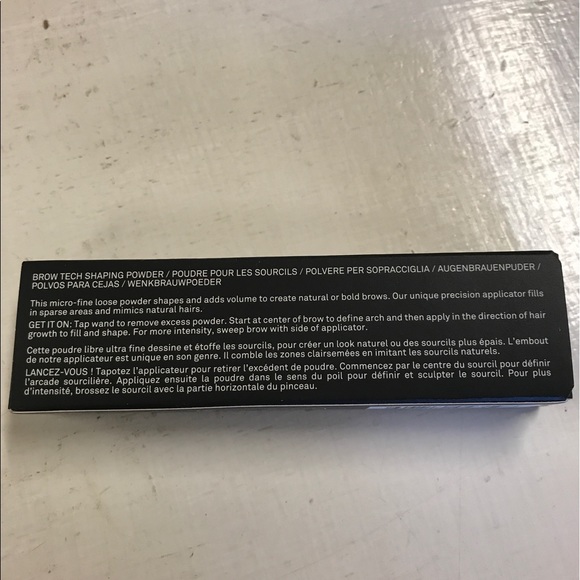 BROW TECH SHAPING POWDER / POUDRE POUR LES SOURCILS / POLVERE PER SOPRACCIGLIA / AUGENBRAUENPUDER /
POLVOS PARA CEJAS / WENKBRAUWPOEDER
This micro-fine loose powder shapes and adds volume to create natural or bold brows. Our unique precision applicator fills
in sparse areas and mimics natural hairs.
GET IT ON: Tap wand to remove excess powder. Start at center of brow to define arch and then apply in the direction of hair
growth to fill and shape. For more intensity, sweep brow with side of applicator.
Cette poudre libre ultra fine dessine et étoffe les sourcils, pour créer un look naturel ou des sourcils plus épais. L'embout
de notre applicateur est unique en son genre. Il comble les zones clairsemées en imitant les sourcils naturels.
LANCEZ-VOUS ! Tapotez l'applicateur pour retirer l'excédent de poudre. Commencez par le centre du sourcil pour définir
l'arcade sourcilière. Appliquez ensuite la poudre dans le sens du poil pour définir et sculpter le sourcil. Pour plus
d'intensité, brossez le sourcil avec la partie horizontale du pinceau.